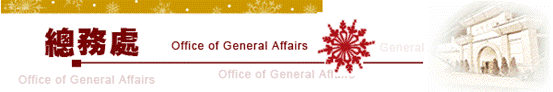 總務處 Office of General Affairs General
Office of General Affairs Office of General Affairs